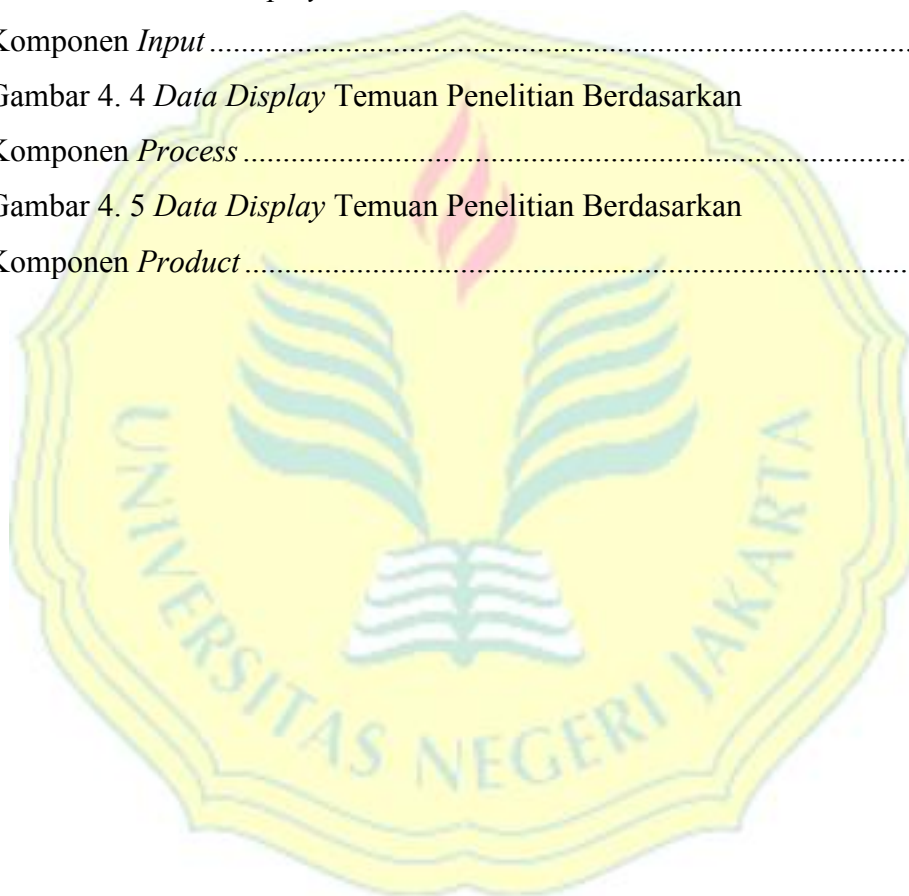 Komponen Input ........................................................................................
Gambar 4. 4 Data Display Temuan Penelitian Berdasarkan
Komponen Process ....................................................................................
Gambar 4. 5 Data Display Temuan Penelitian Berdasarkan
Komponen Product ....................................................................................
UNIVERSITAS NEGERI JAKARTA